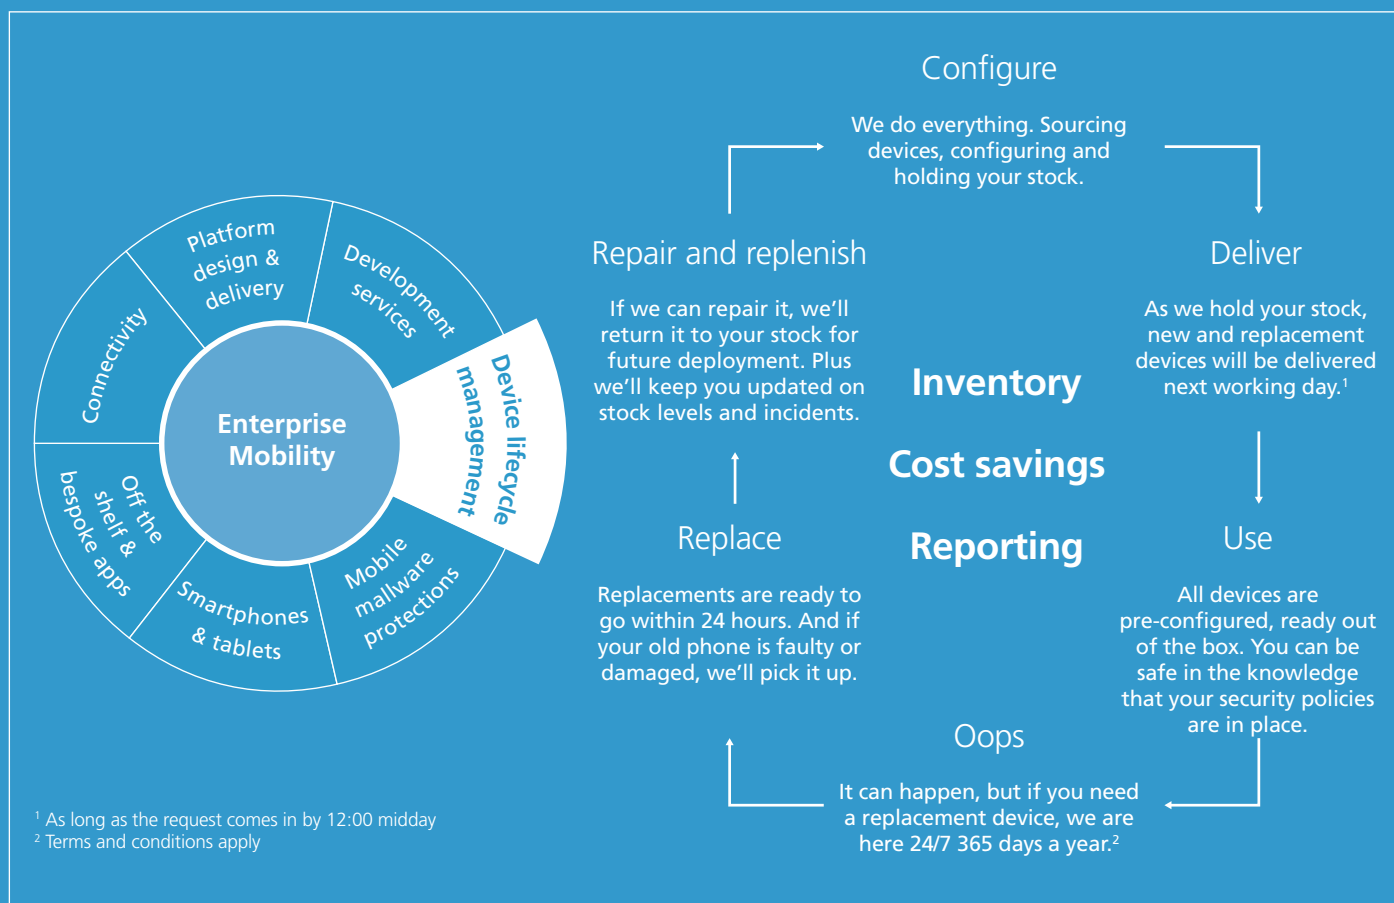 Platform
design &
delivery
Development
services
Device lifecycle
management
Mobile
mallware
protections
Smartphones
& tablets
Off the
shelf &
bespoke apps
Connectivity
Enterprise
Mobility
Configure
We do everything. Sourcing
devices, configuring and
holding your stock.
Deliver
As we hold your stock,
new and replacement
devices will be delivered
next working day.¹
Use
All devices are
pre-configured, ready out
of the box. You can be
safe in the knowledge
that your security policies
are in place.
Oops
It can happen, but if you need
a replacement device, we are
here 24/7 365 days a year.²
Replace
Replacements are ready to
go within 24 hours. And if
your old phone is faulty or
damaged, we’ll pick it up.
Repair and replenish
If we can repair it, we’ll
return it to your stock for
future deployment. Plus
we’ll keep you updated on
stock levels and incidents.
Inventory
Cost savings
Reporting
¹ As long as the request comes in by 12:00 midday
² Terms and conditions apply